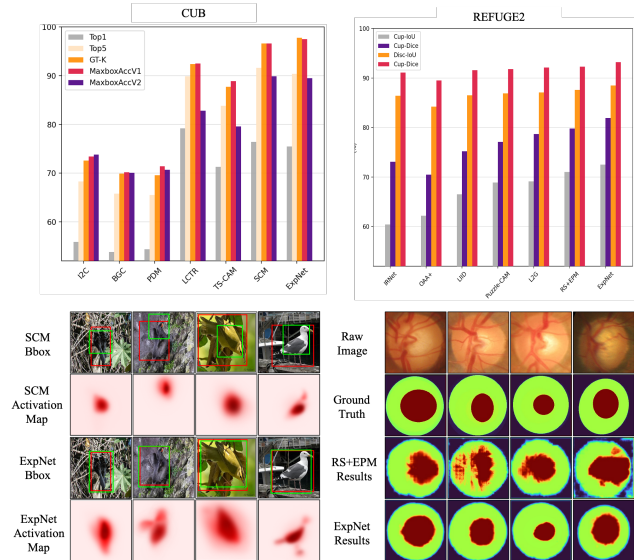 CUB
Top1
Top5
GT-K
MaxboxAccV1
MaxboxAccV2
90
80
70
60
I2C
BGC
PDM
LCTR
TS-CAM
SCM
ExpNet
REFUGE2
Cup-IoU
Cup-Dice
Disc-IoU
Cup-Dice
100
90
80
70
60
IRNet
OAA+
LIID
Puzzle-CAM
L2G
RS+EPM
ExpNet
SCM
Bbox
SCM
Activation
Map
ExpNet
Bbox
ExpNet
Activation
Map
Raw
Image
Ground
Truth
RS+EPM
Results
ExpNet
Results